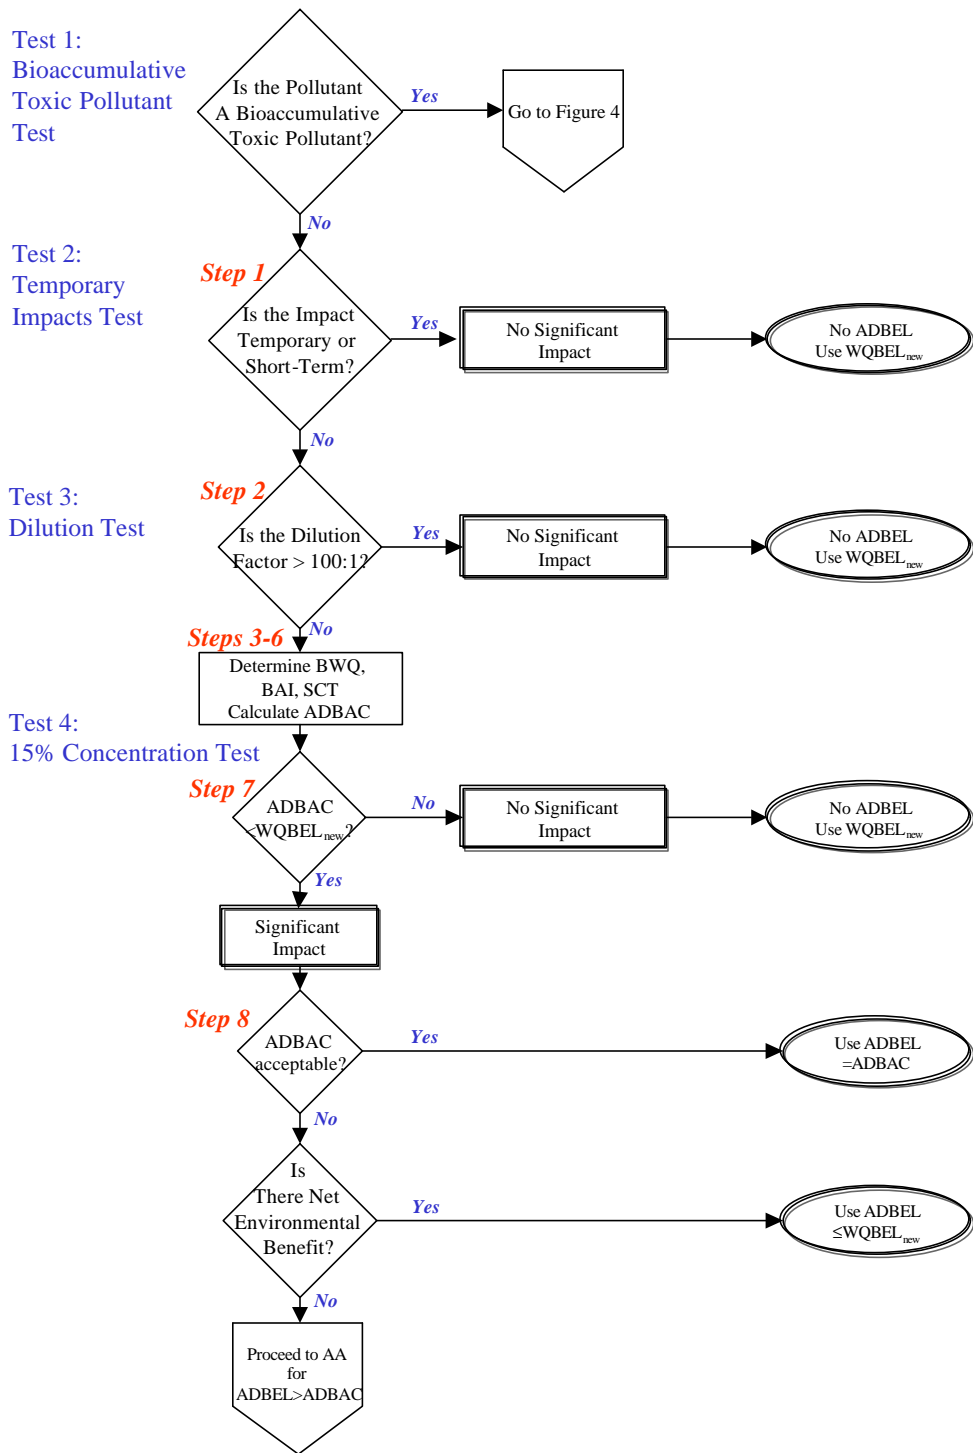 Test 1:
Bioaccumulative
Toxic Pollutant
Test
Is the Pollutant
A Bioaccumulative
Toxic Pollutant?
Yes
Go to Figure 4
No
Test 2:
Temporary
Impacts Test
Step 1
Is the Impact
Temporary or
Short-Term?
Yes
No Significant
Impact
No ADBEL
Use WQBELnew
No
Test 3:
Dilution Test
Step 2
Is the Dilution
Factor > 100:1?
Yes
No Significant
Impact
No ADBEL
Use WQBELnew
No
Steps 3-6
Determine BWQ,
BAI, SCT
Calculate ADBAC
Test 4:
15% Concentration Test
Step 7
ADBAC
<WQBELnew?
No
No Significant
Impact
No ADBEL
Use WQBELnew
Yes
Significant
Impact
Step 8
ADBAC
acceptable?
Yes
Use ADBEL
=ADBAC
No
Is
There Net
Environmental
Benefit?
Yes
Use ADBEL
≤WQBELnew
No
Proceed to AA
for
ADBEL>ADBAC